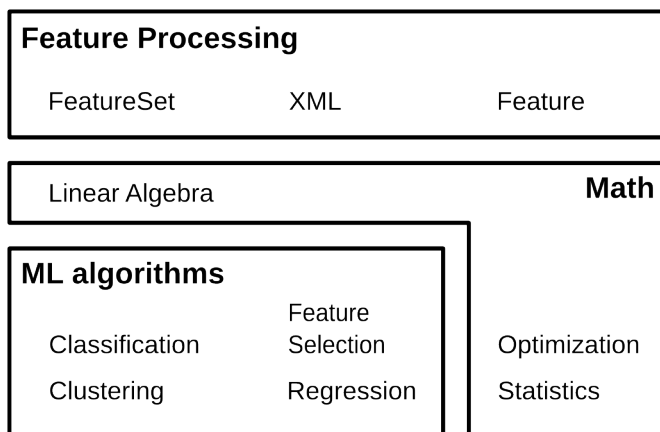 Feature Processing
FeatureSet XML Feature
Linear Algebra Math
ML algorithms
Feature
Classification Selection Optimization
Clustering Regression Statistics